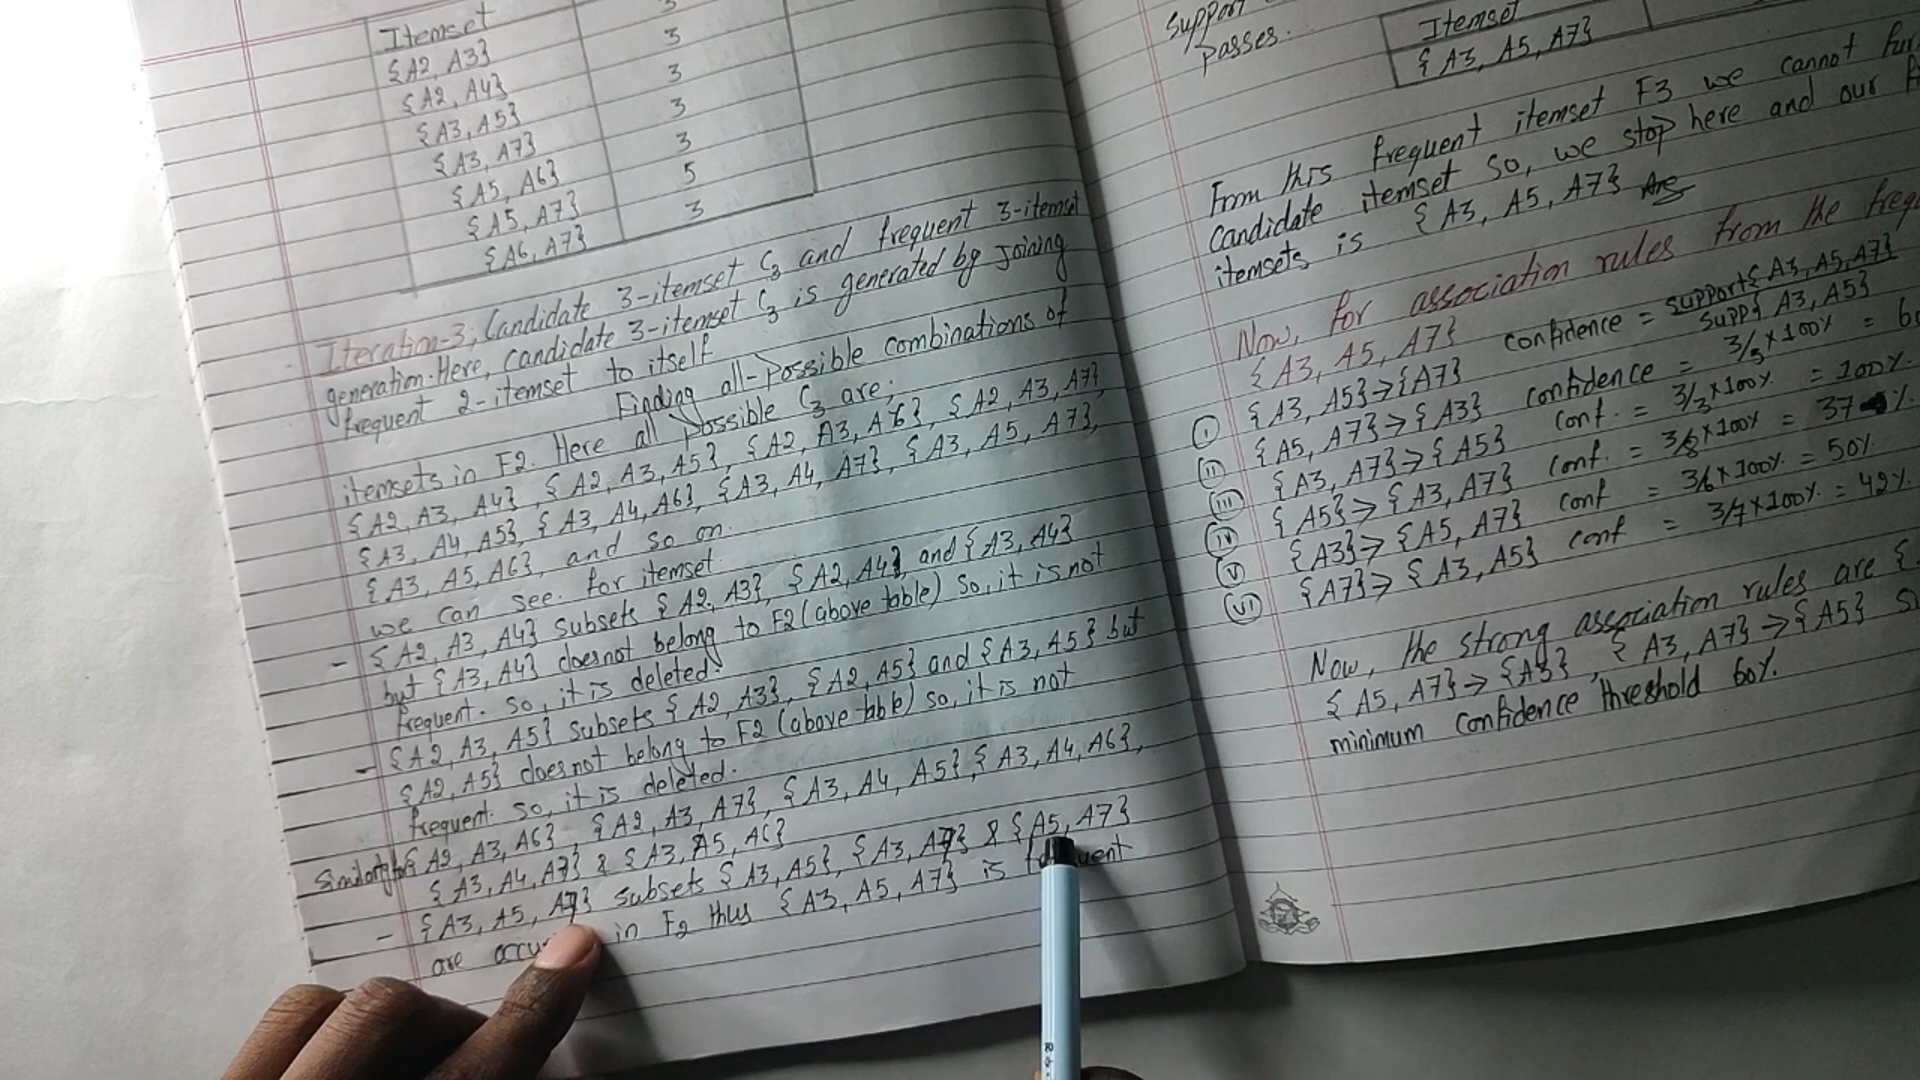 Itemset
{A2, A3} 3
{A2, A4} 3
{A3, A5} 3
{A3, A7} 3
{A5, A6} 3
{A5, A7} 5
{A6, A7} 3
Iteration-3; Candidate 3-itemset C3 and frequent 3-itemset
generation. Here, candidate 3-itemset C3 is generated by Joining
frequent 2-itemset to itself
Finding all-possible combinations of
itemsets in F2. Here all possible C3 are;
{A2, A3, A4}, {A2, A3, A5}, {A2, A3, A6}, {A2, A3, A7}
{A3, A4, A5}, {A3, A4, A6}, {A3, A4, A7}, {A3, A5, A7},
{A3, A5, A6}, and so on.
we can see. for itemset.
- {A2, A3, A4} subsets {A2, A3}, {A2, A4}, and {A3, A4}
but {A3, A4} doesnot belong to F2 (above table) so, it is not
frequent. so, it is deleted.
- {A2, A3, A5} subsets {A2, A3}, {A2, A5} and {A3, A5} but
{A2, A5} doesnot belong to F2 (above table) so, it is not
frequent. so, it is deleted.
{A2, A3, A6}, {A2, A3, A7}, {A3, A4, A5}, {A3, A4, A6},
{A3, A4, A7} & {A3, A5, A6}
- {A3, A5, A7} subsets {A3, A5}, {A3, A7} & {A5, A7}
are in F2 thus {A3, A5, A7} is
Support
Passes.
Itemset
{A3, A5, A7}
From this frequent itemset F3 we cannot
Candidate itemset so, we stop here and our
itemsets is {A3, A5, A7} Ans
Now, for association rules from the
{A3, A5, A7}
(i) {A3, A5} → {A7} confidence = support{A3, A5, A7} / supp{A3, A5}
(ii) {A5, A7} → {A3} confidence = 3/5 × 100% =
(iii) {A3, A7} → {A5} conf. = 3/3 × 100% = 100%.
(iv) {A5} → {A3, A7} conf. = 3/8 × 100% = 37%.
(v) {A3} → {A5, A7} conf = 3/6 × 100% = 50%.
(vi) {A7} → {A3, A5} conf = 3/7 × 100% = 42%.
Now, the strong association rules are {
{A5, A7} → {A3}, {A3, A7} → {A5}
minimum confidence threshold 60%.